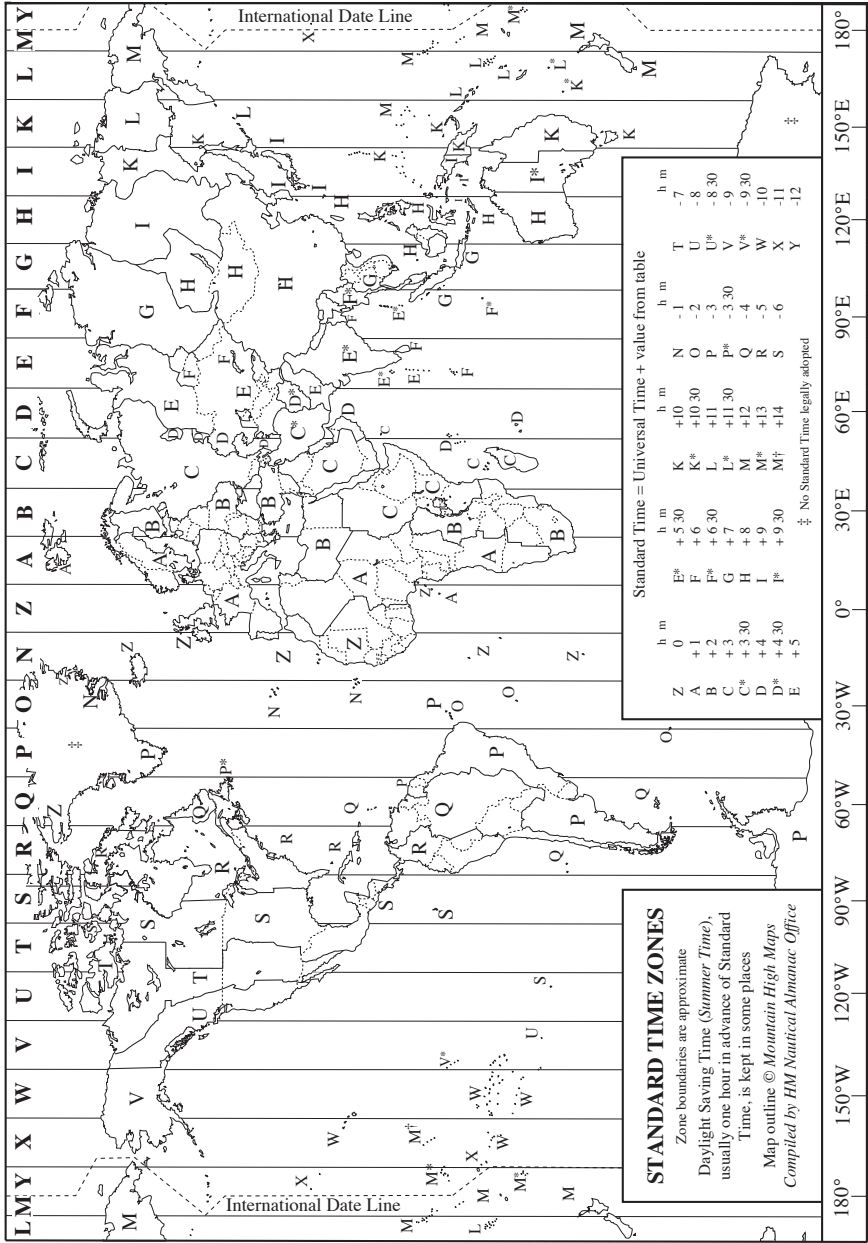 L M Y X W V U T S R Q P O N Z A B C D E F G H I K L M Y
International Date Line
International Date Line
Z Z Z
M V T S ‡ N A A B C E G I K L M
P Z B H K
U T R Q P* Z A B C D E F H I K L
S R W N Z B C C* D* E E* H I
X W R Q N Z A C D F* G H K M X
M* M† S V* P R Q P O Z A B C E* F H I K L M
M X W W P O Z A B D F F* G H I* K L M*
M S U Q P O Z B H K M
Q O K M
P ‡
STANDARD TIME ZONES
Zone boundaries are approximate
Daylight Saving Time (Summer Time),
usually one hour in advance of Standard
Time, is kept in some places
Map outline © Mountain High Maps
Compiled by HM Nautical Almanac Office
Standard Time = Universal Time + value from table
h m h m h m h m h m
Z 0 E* + 5 30 K +10 N - 1 T - 7
A + 1 F + 6 K* +10 30 O - 2 U - 8
B + 2 F* + 6 30 L +11 P - 3 U* - 8 30
C + 3 G + 7 L* +11 30 P* - 3 30 V - 9
C* + 3 30 H + 8 M +12 Q - 4 V* - 9 30
D + 4 I + 9 M* +13 R - 5 W -10
D* + 4 30 I* + 9 30 M† +14 S - 6 X -11
E + 5 Y -12
‡ No Standard Time legally adopted
180° 150°W 120°W 90°W 60°W 30°W 0° 30°E 60°E 90°E 120°E 150°E 180°